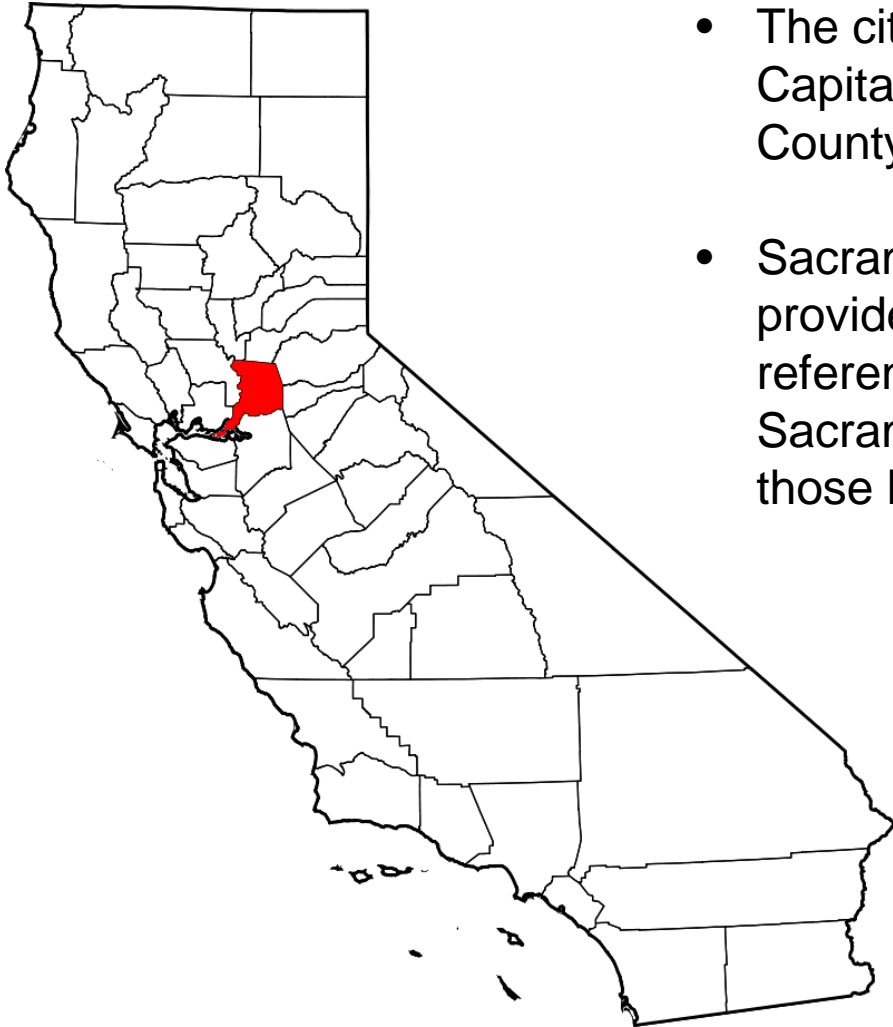 • The cit
Capita
County
• Sacrar
provide
referer
Sacrar
those